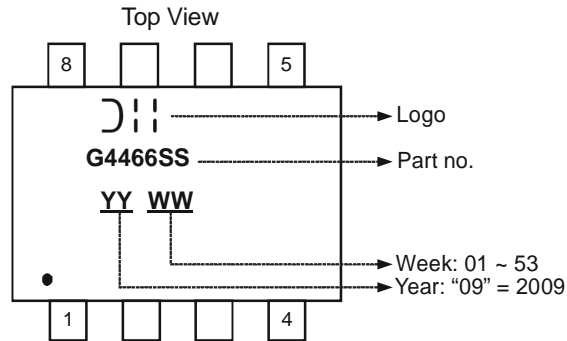 Top View
8 5
Logo
G4466SS Part no.
YY WW
Week: 01 ~ 53
Year: “09” = 2009
1 4